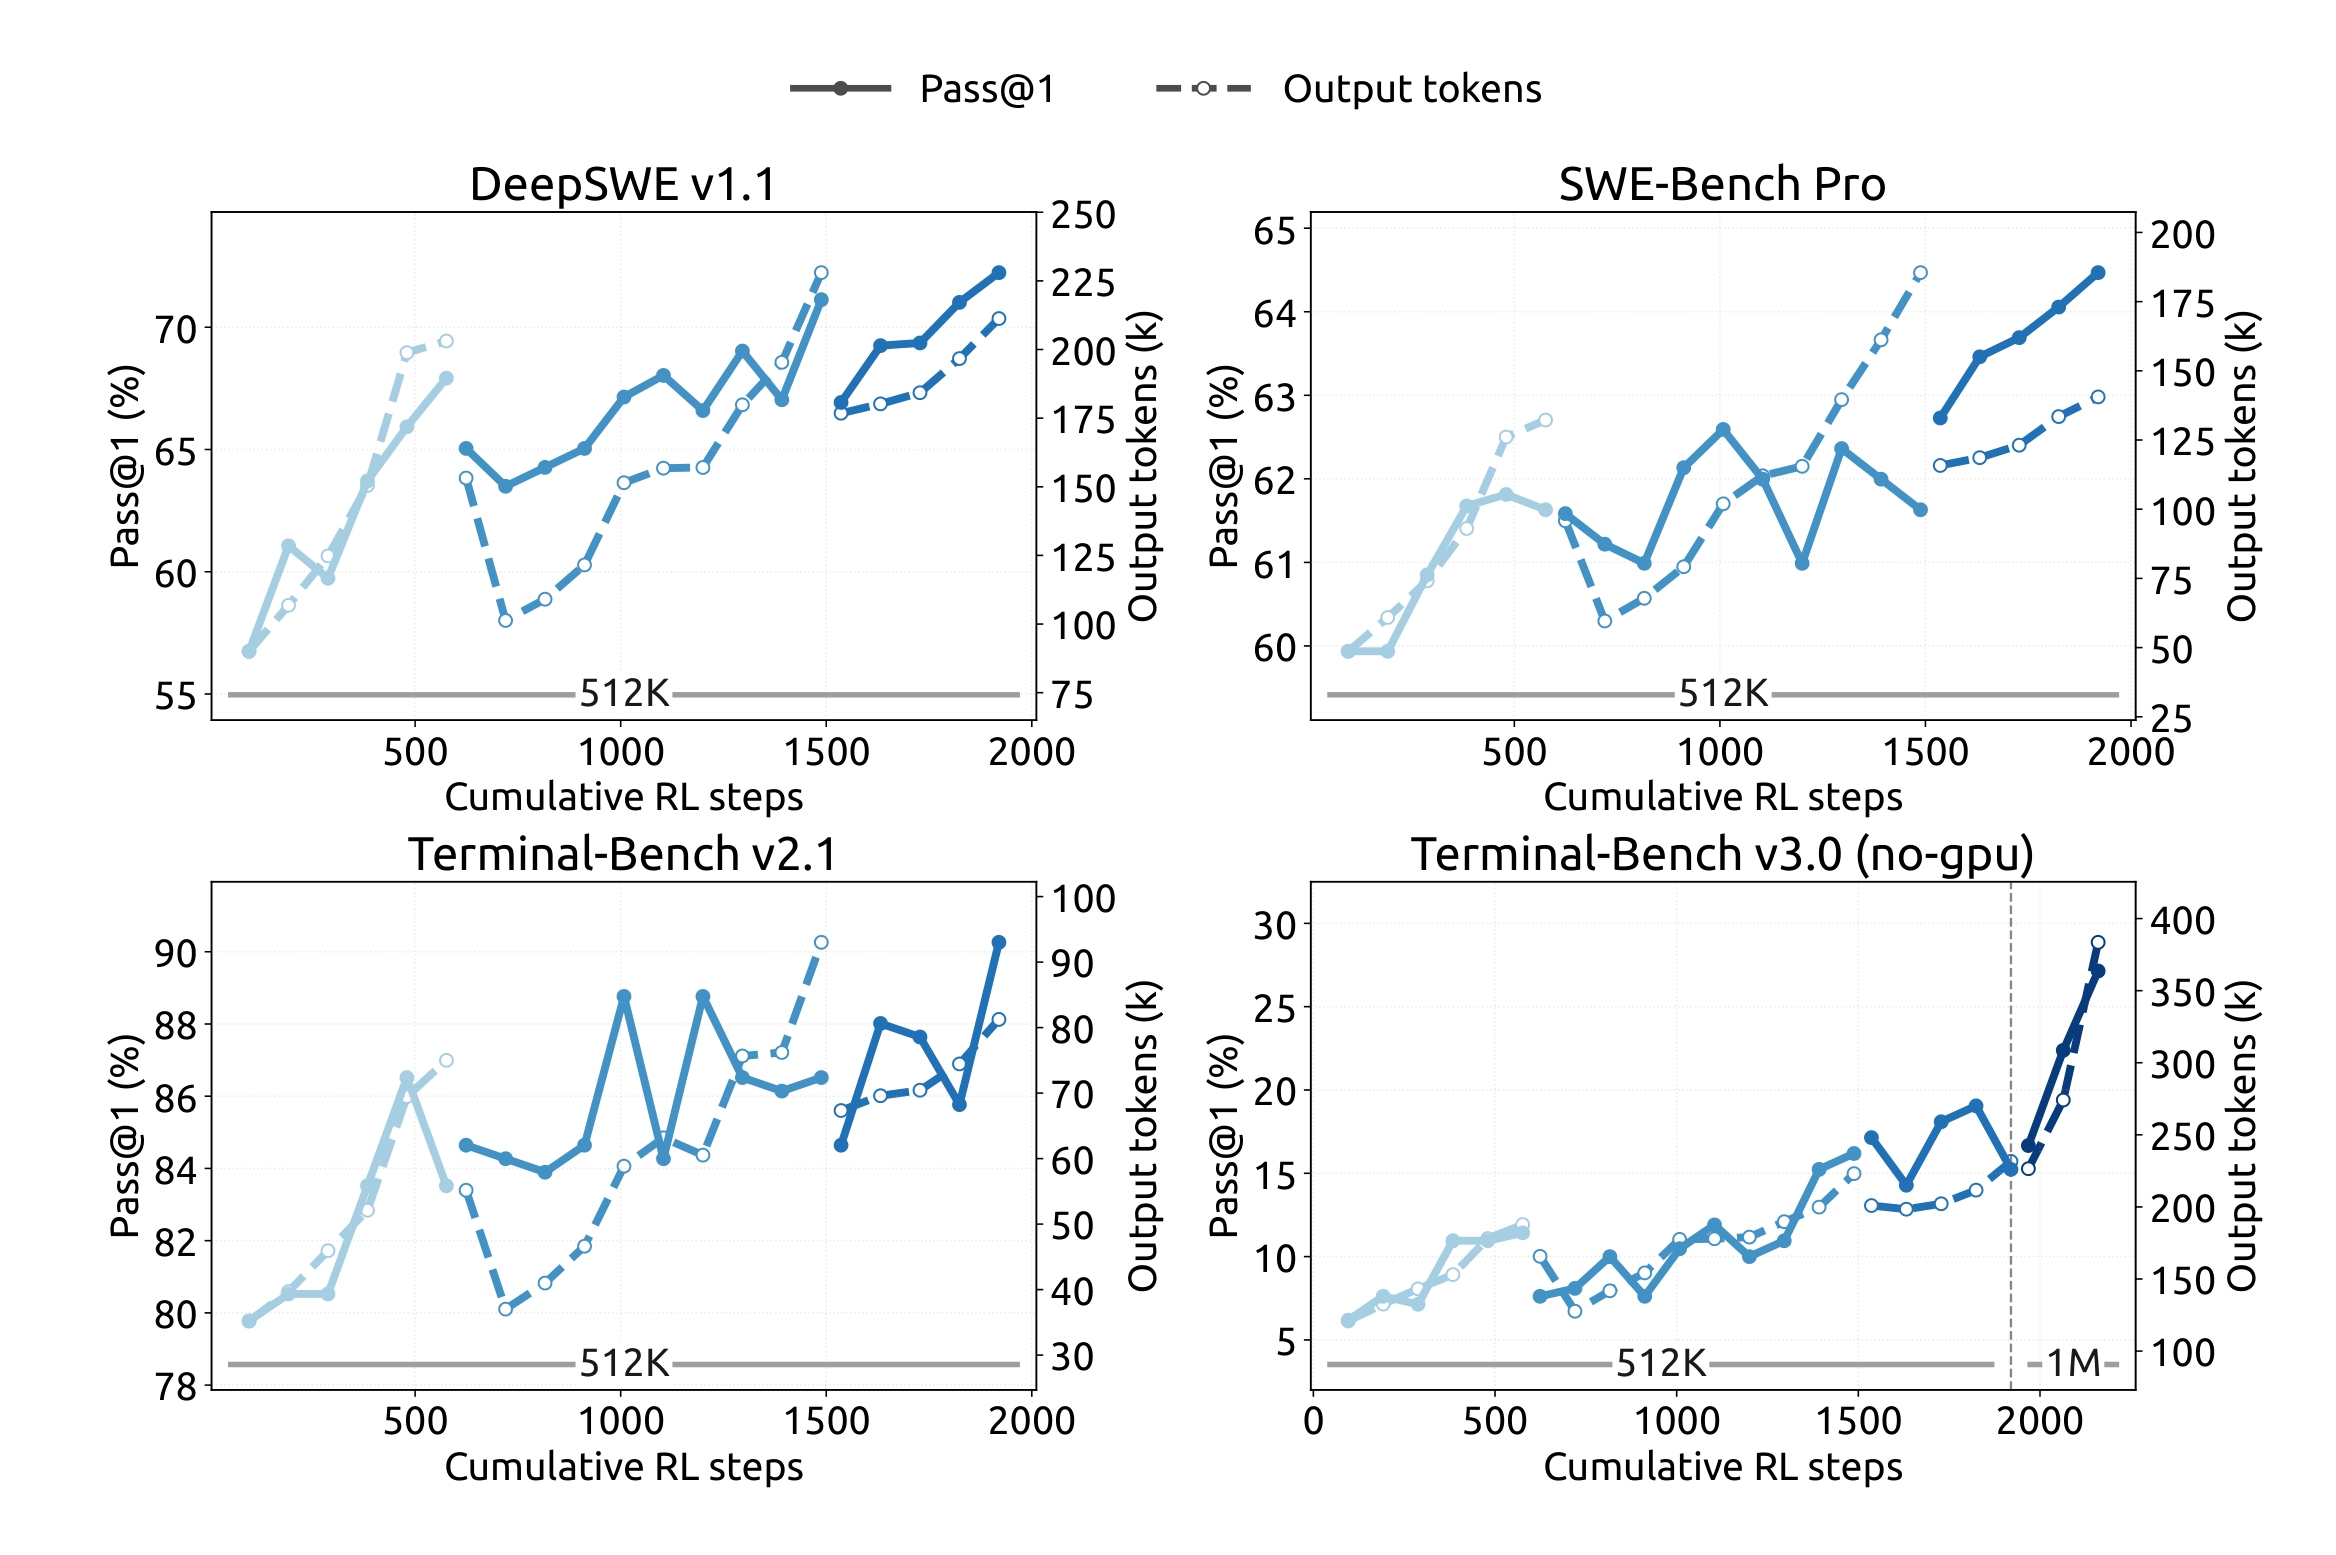 Pass@1 Output tokens
DeepSWE v1.1
Pass@1 (%)
70
65
60
55
250
225
200
175
150
125
100
75
Output tokens (k)
512K
500 1000 1500 2000
Cumulative RL steps
SWE-Bench Pro
Pass@1 (%)
65
64
63
62
61
60
200
175
150
125
100
75
50
25
Output tokens (k)
512K
500 1000 1500 2000
Cumulative RL steps
Terminal-Bench v2.1
Pass@1 (%)
90
88
86
84
82
80
78
100
90
80
70
60
50
40
30
Output tokens (k)
512K
500 1000 1500 2000
Cumulative RL steps
Terminal-Bench v3.0 (no-gpu)
Pass@1 (%)
30
25
20
15
10
5
400
350
300
250
200
150
100
Output tokens (k)
512K 1M
0 500 1000 1500 2000
Cumulative RL steps